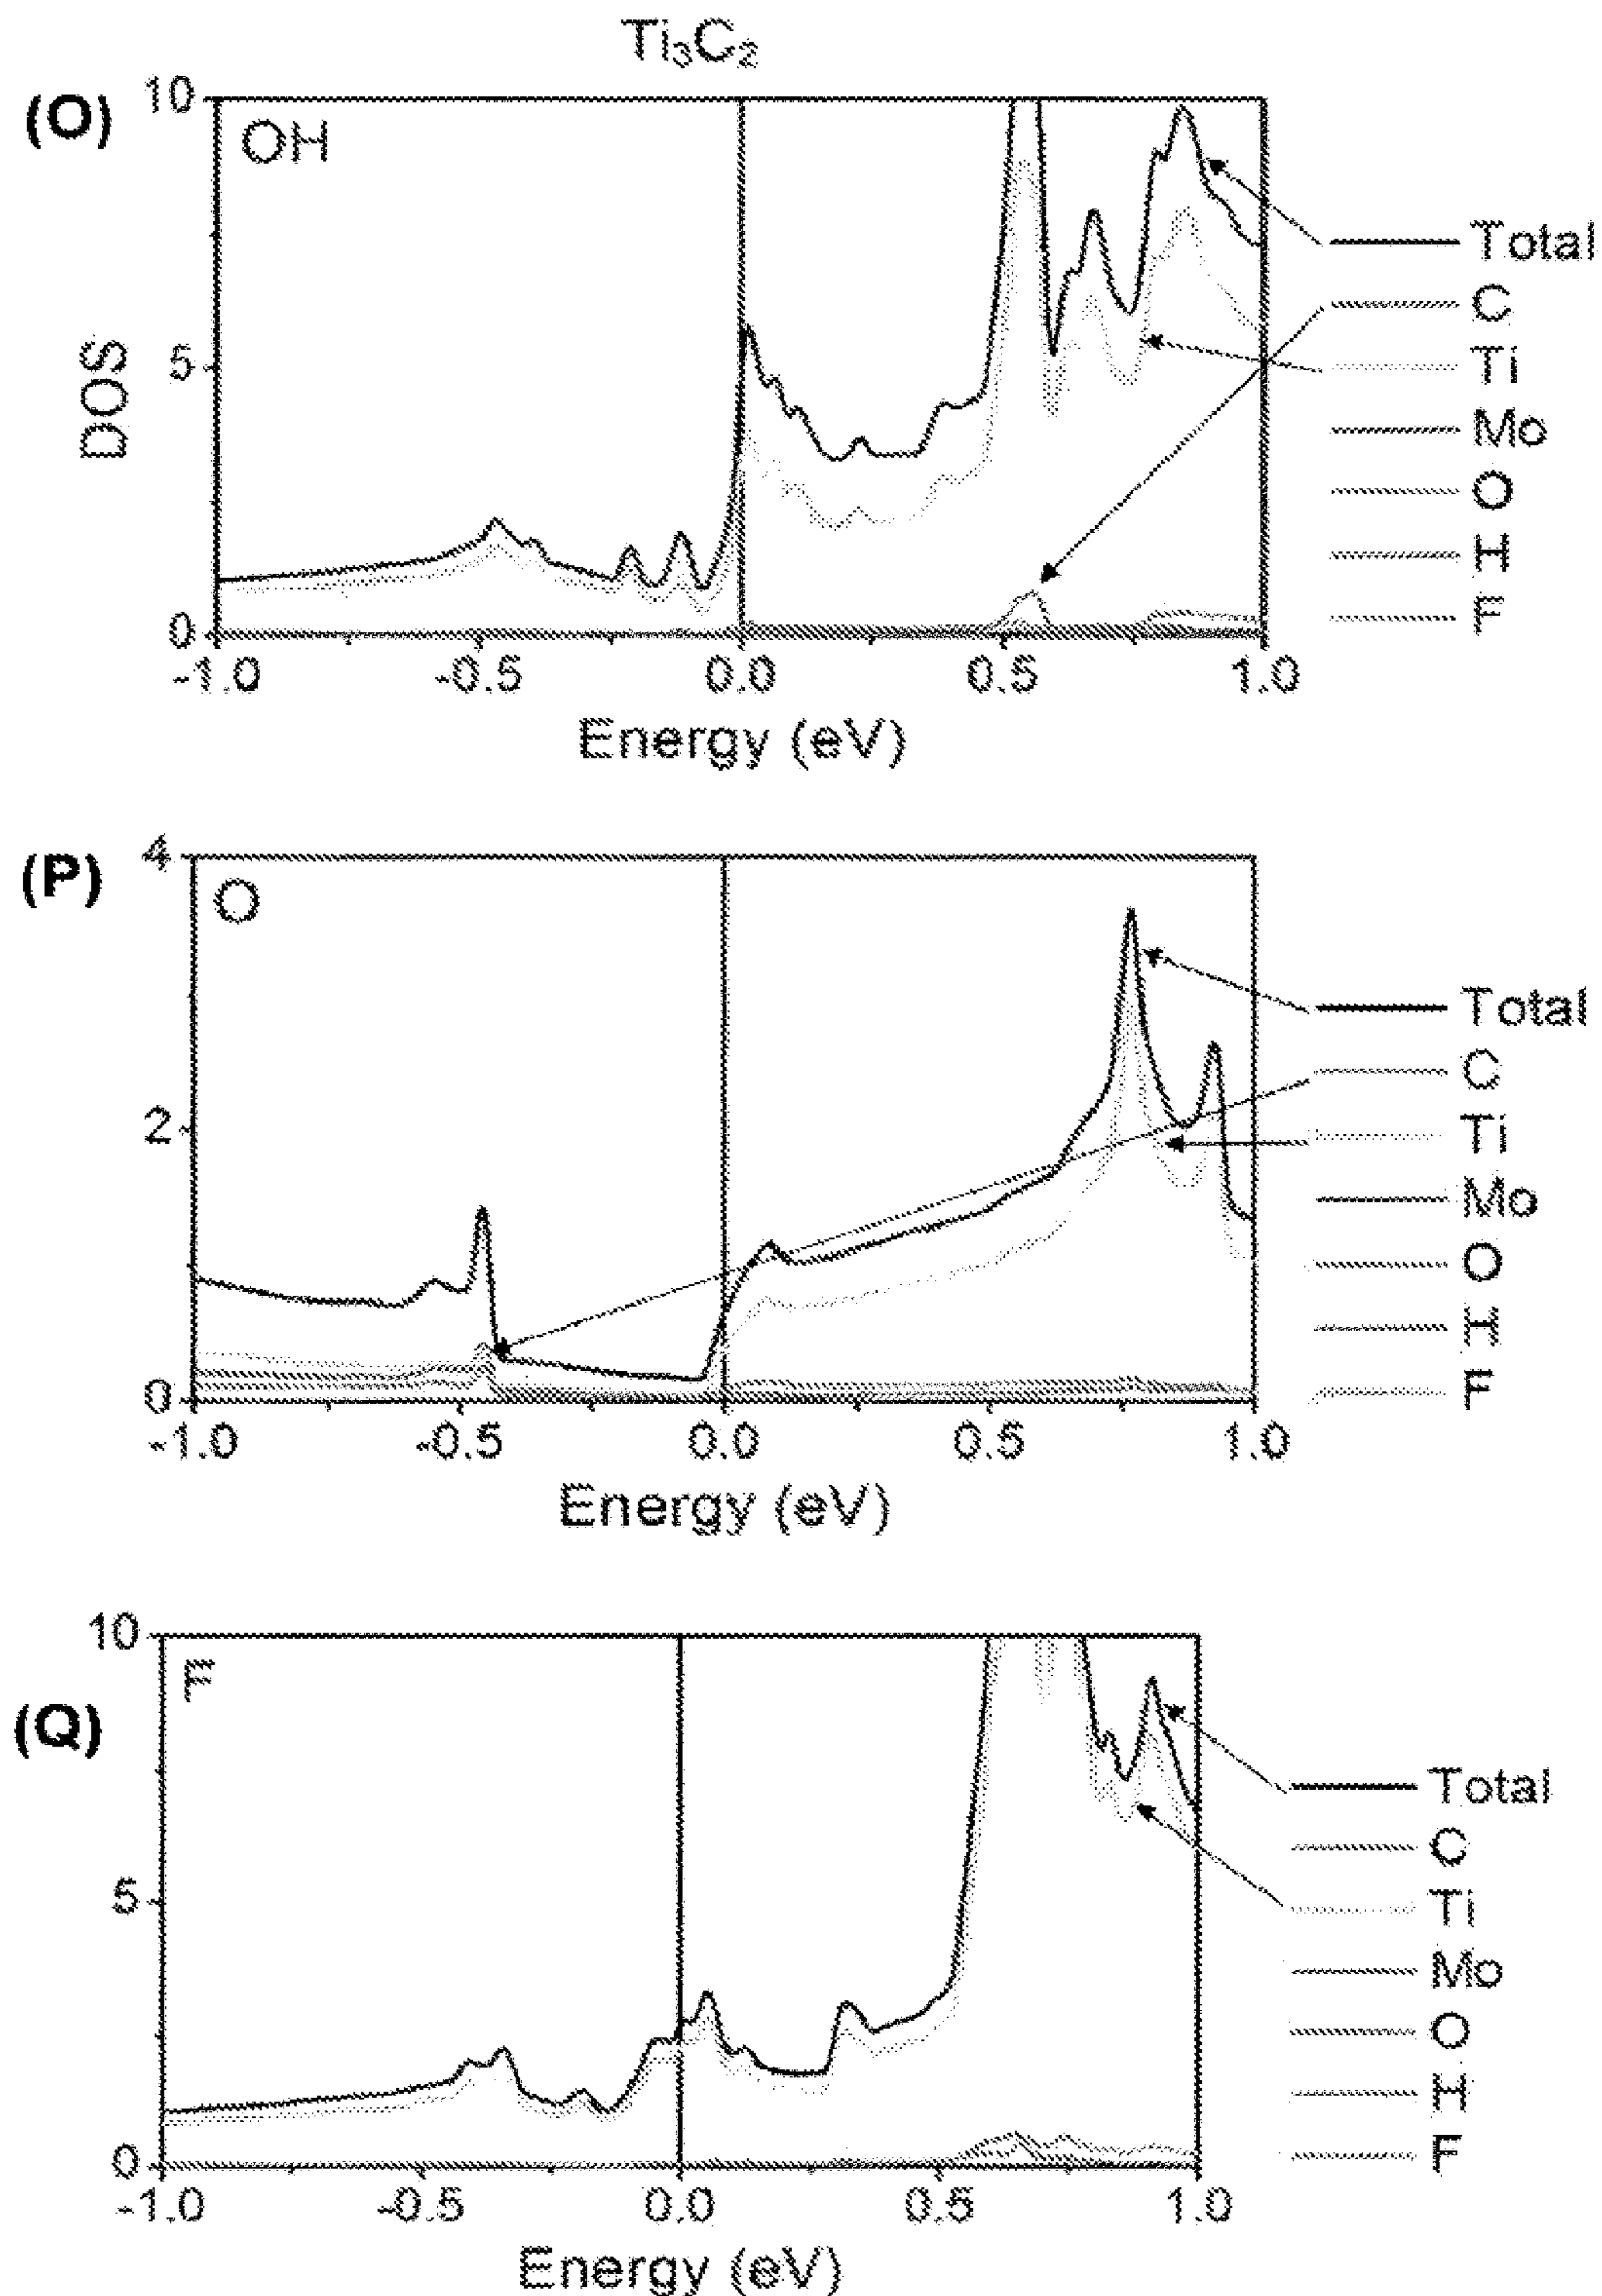 Ti₃C₂
(O)
10
OH
5
0
DOS
-1.0 -0.5 0.0 0.5 1.0
Energy (eV)
Total
C
Ti
Mo
O
H
F
(P)
4
O
2
0
-1.0 -0.5 0.0 0.5 1.0
Energy (eV)
Total
C
Ti
Mo
O
H
F
(Q)
10
F
5
0
-1.0 -0.5 0.0 0.5 1.0
Energy (eV)
Total
C
Ti
Mo
O
H
F